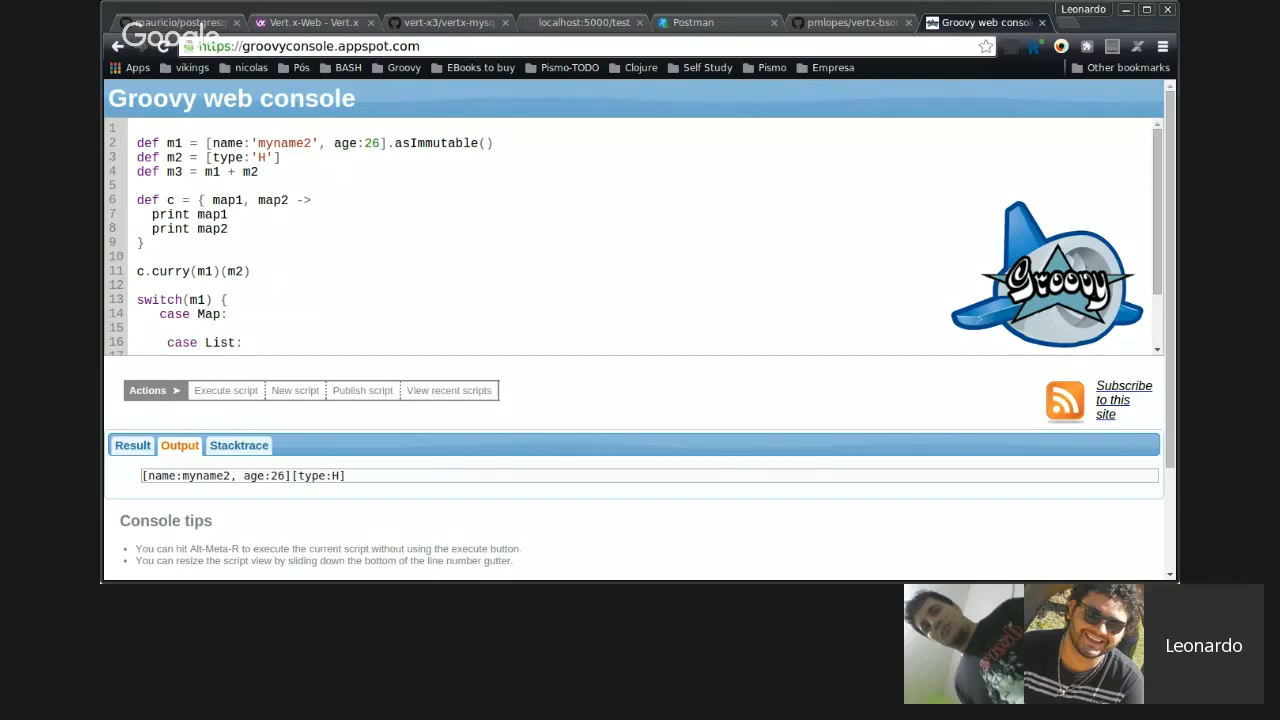 Leonardo
mauricio/postgresq
Vert.x-Web - Vert.x
vert-x3/vertx-mysq
localhost:5000/test
Postman
pmlopes/vertx-bson
Groovy web conso
Google
https://groovyconsole.appspot.com
Apps
vikings
nicolas
Pós
BASH
Groovy
EBooks to buy
Pismo-TODO
Clojure
Self Study
Pismo
Empresa
Other bookmarks
Groovy web console
1
2 def m1 = [name:'myname2', age:26].asImmutable()
3 def m2 = [type:'H']
4 def m3 = m1 + m2
5
6 def c = { map1, map2 ->
7 print map1
8 print map2
9 }
10
11 c.curry(m1)(m2)
12
13 switch(m1) {
14 case Map:
15
16 case List:
17
Groovy
Actions ➤ Execute script New script Publish script View recent scripts
Subscribe
to this
site
Result Output Stacktrace
[name:myname2, age:26][type:H]
Console tips
• You can hit Alt-Meta-R to execute the current script without using the execute button.
• You can resize the script view by sliding down the bottom of the line number gutter.
Leonardo